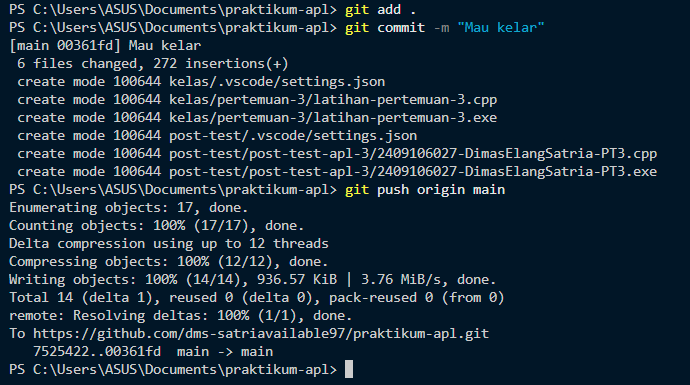 PS C:\Users\ASUS\Documents\praktikum-apl> git add .
PS C:\Users\ASUS\Documents\praktikum-apl> git commit -m "Mau kelar"
[main 00361fd] Mau kelar
 6 files changed, 272 insertions(+)
 create mode 100644 kelas/.vscode/settings.json
 create mode 100644 kelas/pertemuan-3/latihan-pertemuan-3.cpp
 create mode 100644 kelas/pertemuan-3/latihan-pertemuan-3.exe
 create mode 100644 post-test/.vscode/settings.json
 create mode 100644 post-test/post-test-apl-3/2409106027-DimasElangSatria-PT3.cpp
 create mode 100644 post-test/post-test-apl-3/2409106027-DimasElangSatria-PT3.exe
PS C:\Users\ASUS\Documents\praktikum-apl> git push origin main
Enumerating objects: 17, done.
Counting objects: 100% (17/17), done.
Delta compression using up to 12 threads
Compressing objects: 100% (12/12), done.
Writing objects: 100% (14/14), 936.57 KiB | 3.76 MiB/s, done.
Total 14 (delta 1), reused 0 (delta 0), pack-reused 0 (from 0)
remote: Resolving deltas: 100% (1/1), done.
To https://github.com/dms-satriavailable97/praktikum-apl.git
   7525422..00361fd  main -> main
PS C:\Users\ASUS\Documents\praktikum-apl>